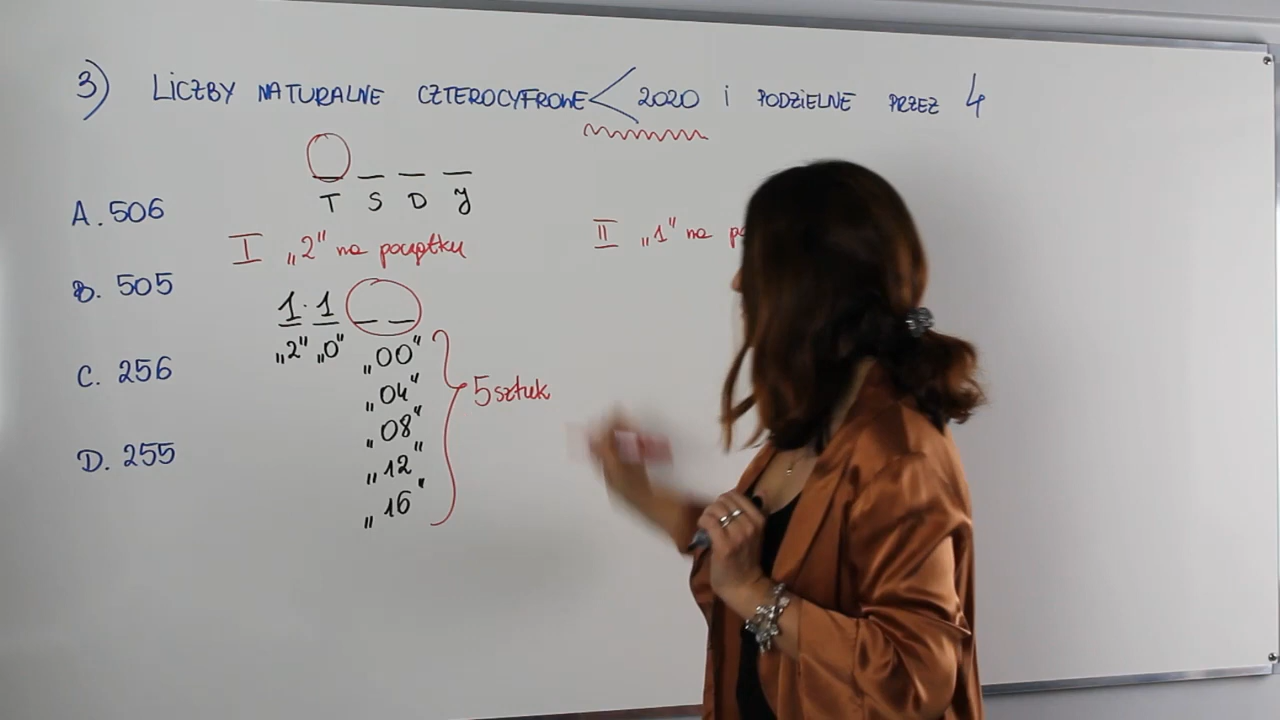 3) LICZBY NATURALNE CZTEROCYFROWE < 2020 i PODZIELNE PRZEZ 4
_ _ _ _
T S D J
A. 506
B. 505
C. 256
D. 255
I „2" na początku
1 · 1 _ _
„2" „0"
„00"
„04"
„08"
„12"
„16"
5 sztuk
II „1" na